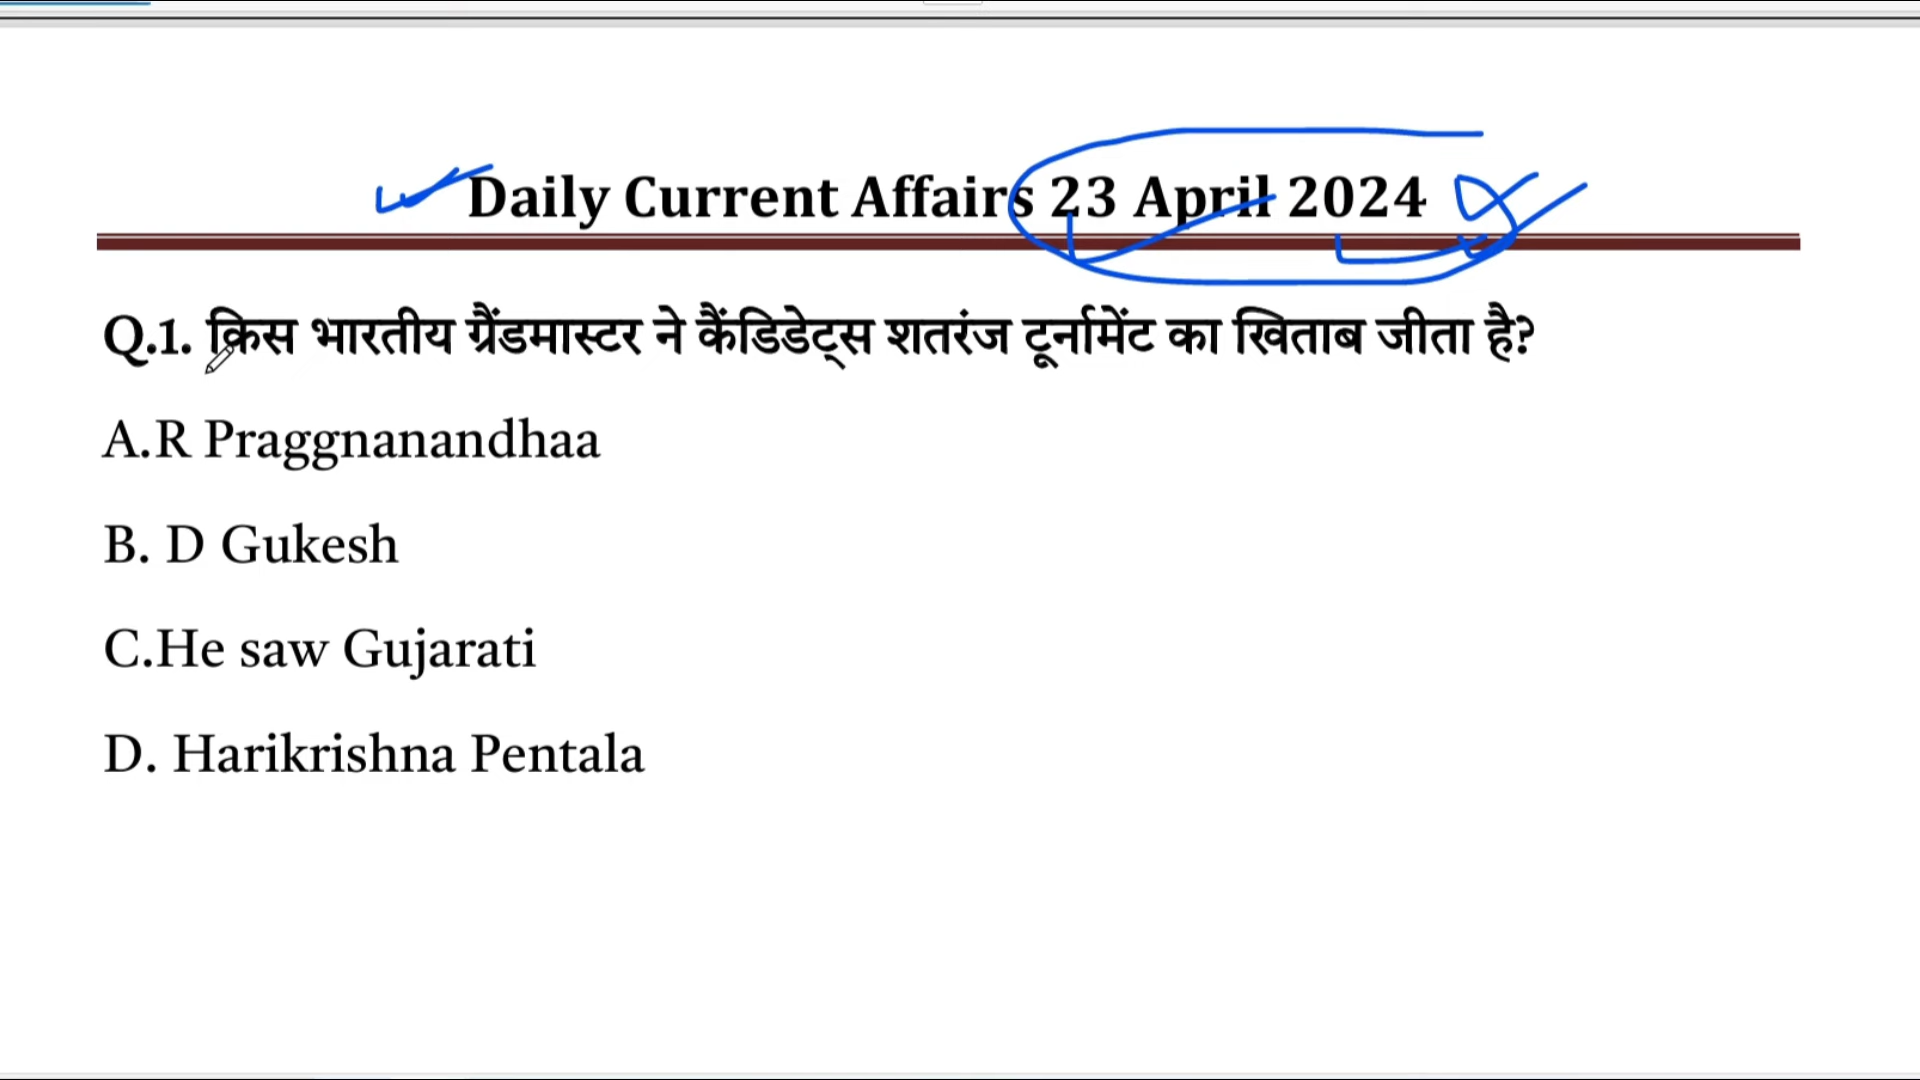 Daily Current Affairs 23 April 2024
Q.1. किस भारतीय ग्रैंडमास्टर ने कैंडिडेट्स शतरंज टूर्नामेंट का खिताब जीता है?
A.R Praggnanandhaa
B. D Gukesh
C.He saw Gujarati
D. Harikrishna Pentala